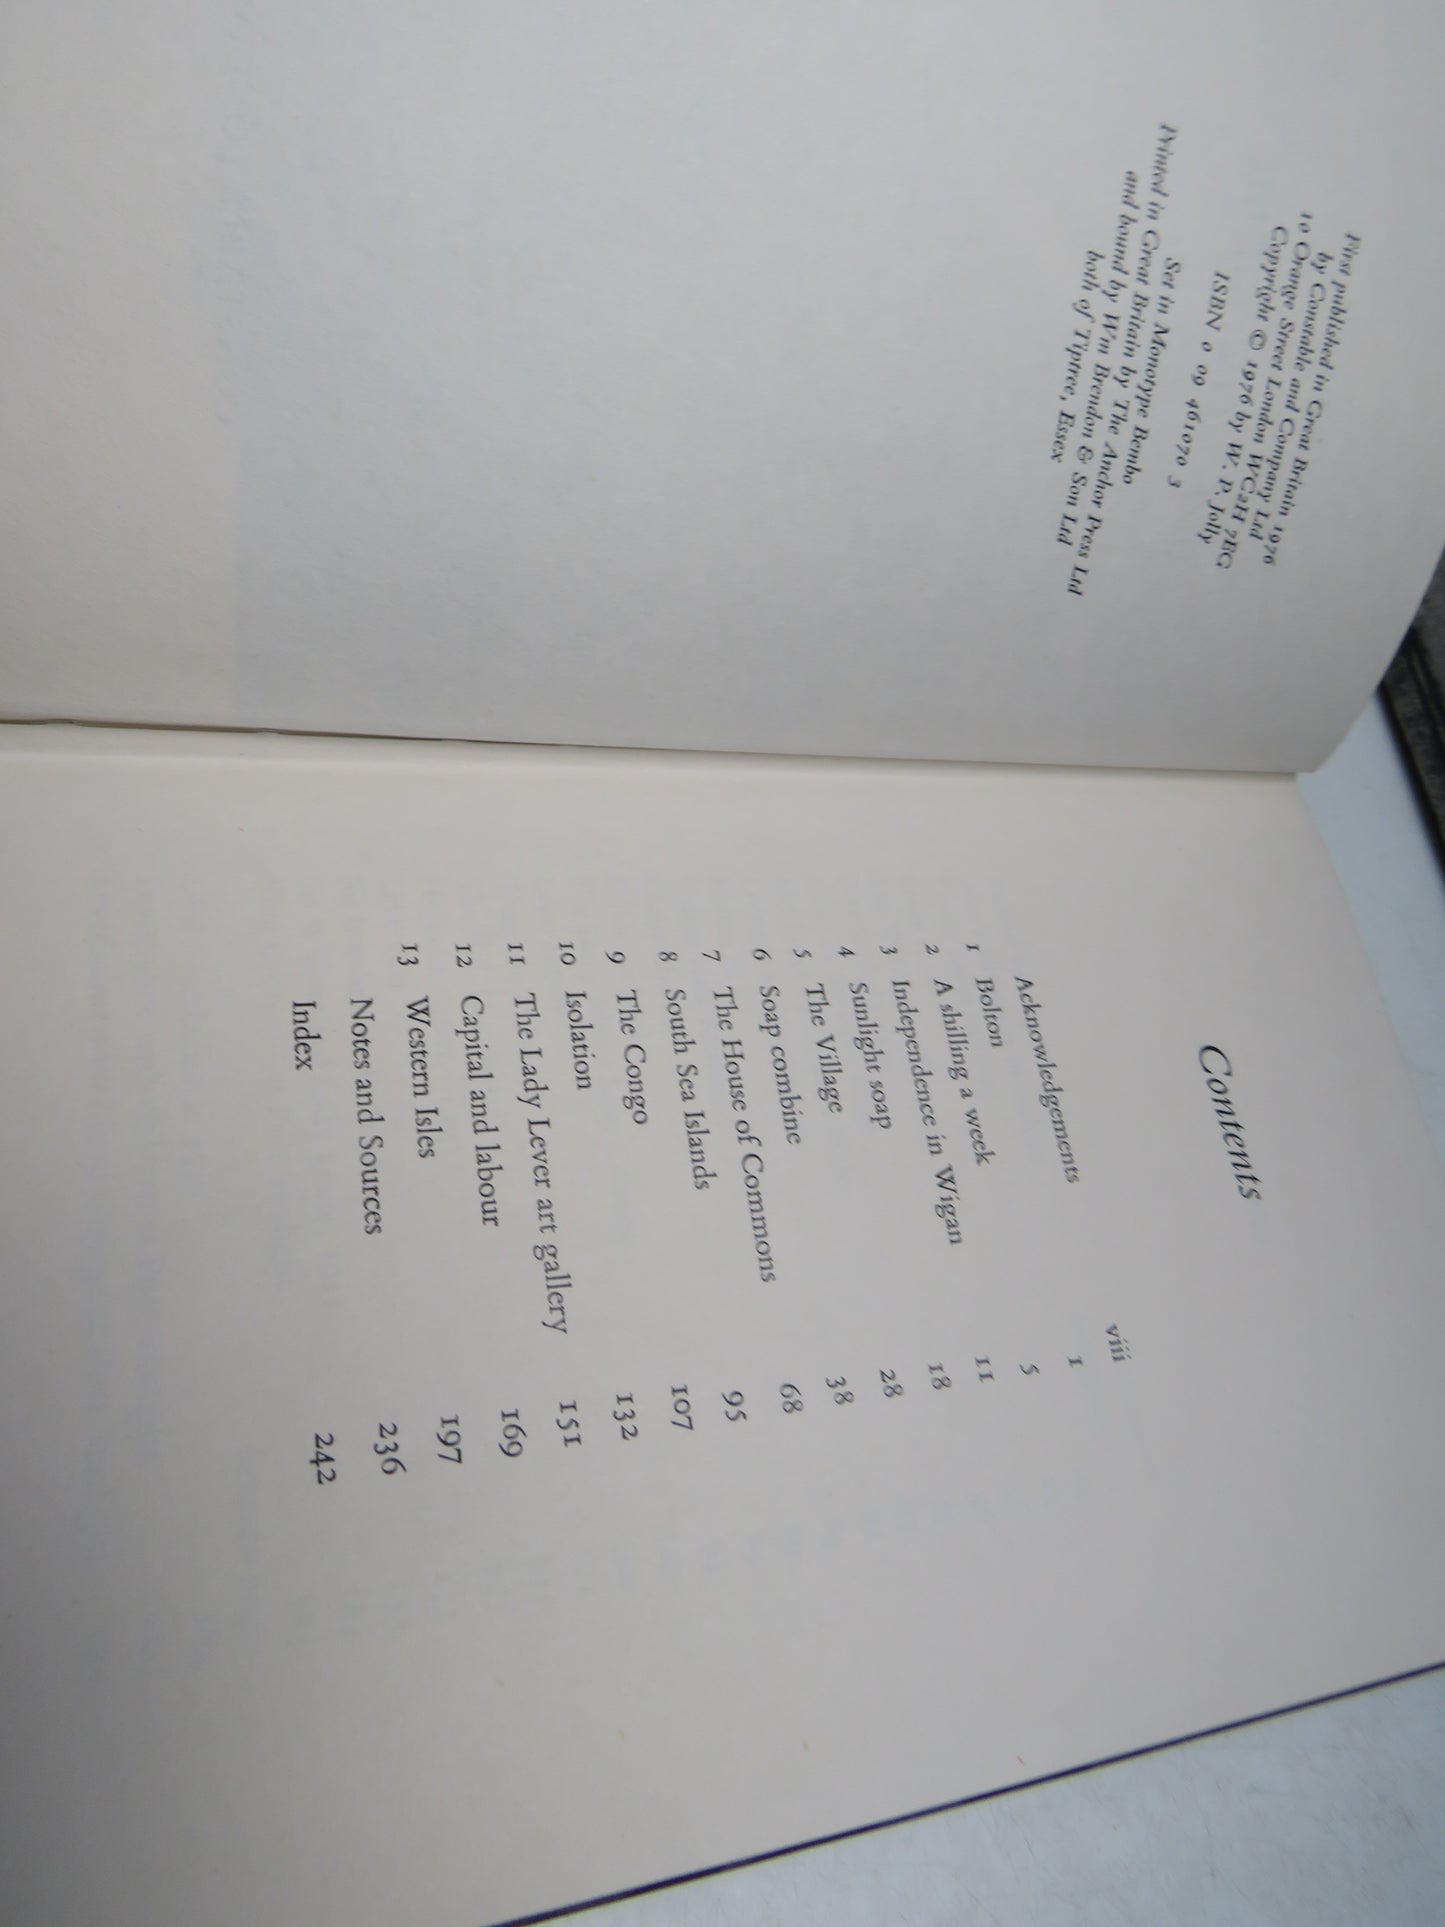 First published in Great Britain 1976
by Constable and Company Ltd
10 Orange Street London WC2H 7EG
Copyright © 1976 by W. P. Jolly
ISBN 0 09 461070 3
Set in Monotype Bembo
Printed in Great Britain by The Anchor Press Ltd
and bound by Wm Brendon & Son Ltd
both of Tiptree, Essex
Contents
Acknowledgements viii
1 Bolton 1
2 A shilling a week 5
3 Independence in Wigan 11
4 Sunlight soap 18
5 The Village 28
6 Soap combine 38
7 The House of Commons 68
8 South Sea Islands 95
9 The Congo 107
10 Isolation 132
11 The Lady Lever art gallery 151
12 Capital and labour 169
13 Western Isles 197
Notes and Sources 236
Index 242